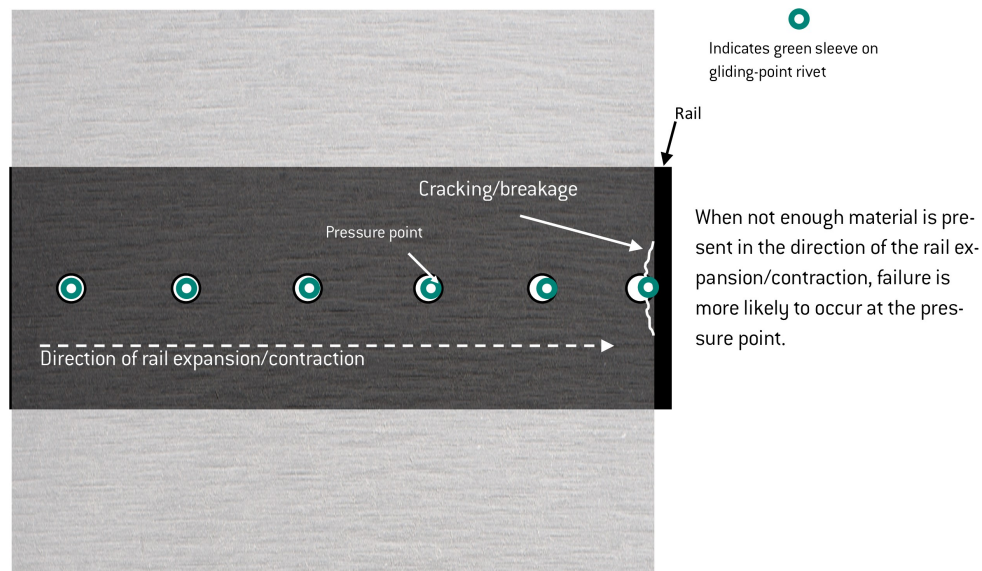 Indicates green sleeve on
gliding-point rivet
Rail
Cracking/breakage
Pressure point
Direction of rail expansion/contraction
When not enough material is pre-
sent in the direction of the rail ex-
pansion/contraction, failure is
more likely to occur at the pres-
sure point.